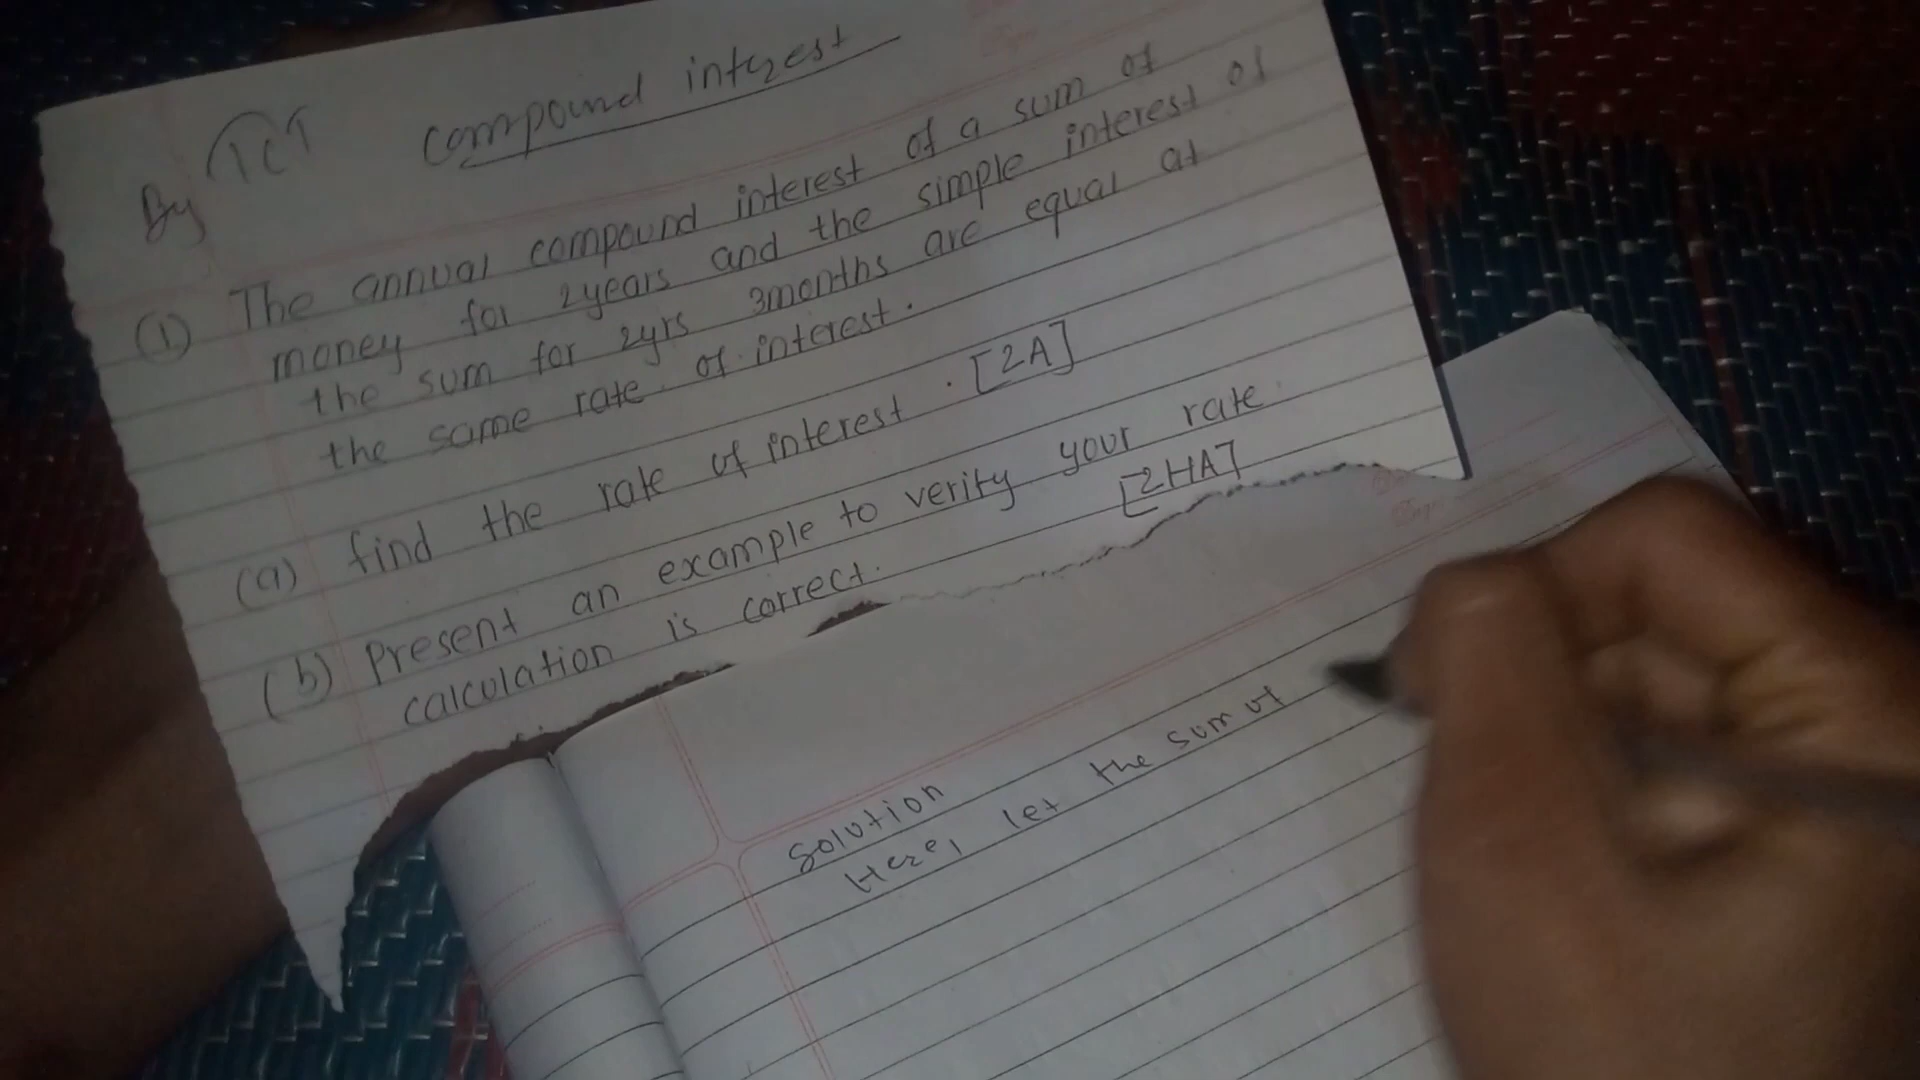 By TCT
compound interest
(1) The annual compound interest of a sum of
money for 2years and the simple interest of
the sum for 2yrs 3months are equal at
the same rate of interest.
(a) find the rate of interest. [2A]
(b) present an example to verify your rate
calculation is correct. [2HA]
solution
Here, let the sum of